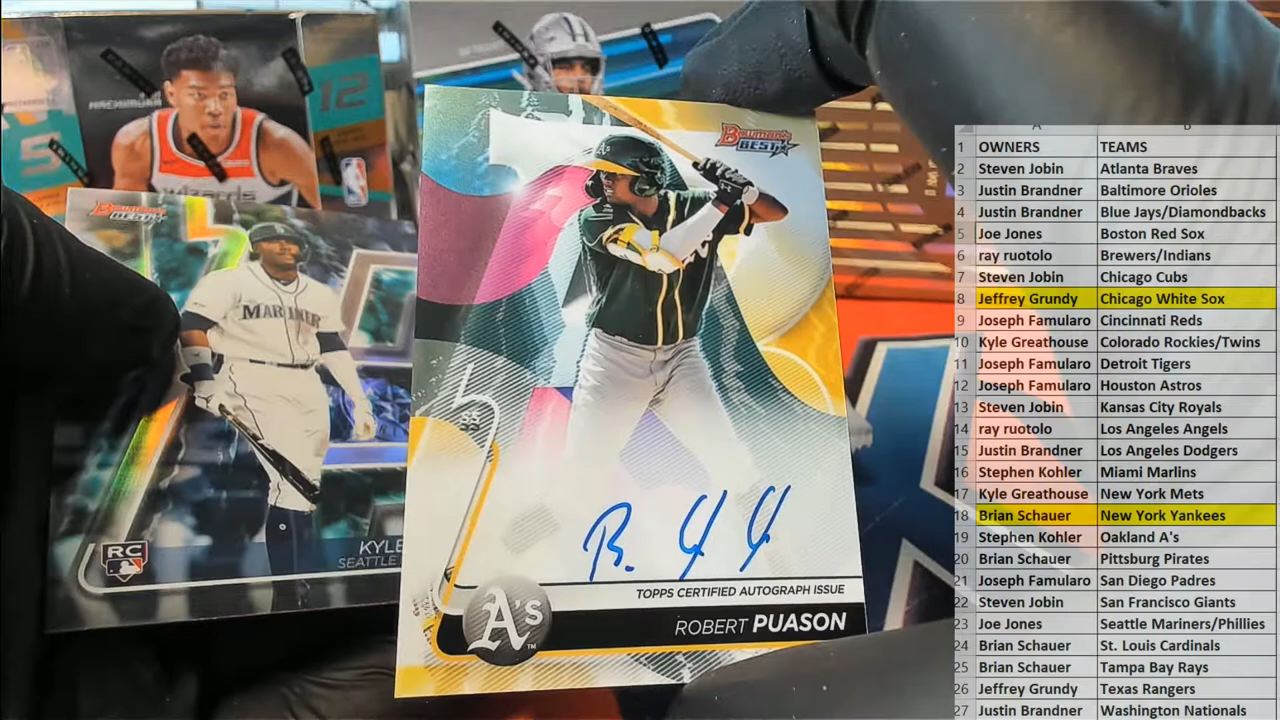 HACHIMURA
12
5
wizards
BOWMAN'S
BEST
MARINER
RC
KYLE
SEATTLE
BOWMAN'S
BEST
TOPPS CERTIFIED AUTOGRAPH ISSUE
A's
TM
ROBERT PUASON
A B
1 OWNERS TEAMS
2 Steven Jobin Atlanta Braves
3 Justin Brandner Baltimore Orioles
4 Justin Brandner Blue Jays/Diamondbacks
5 Joe Jones Boston Red Sox
6 ray ruotolo Brewers/Indians
7 Steven Jobin Chicago Cubs
8 Jeffrey Grundy Chicago White Sox
9 Joseph Famularo Cincinnati Reds
10 Kyle Greathouse Colorado Rockies/Twins
11 Joseph Famularo Detroit Tigers
12 Joseph Famularo Houston Astros
13 Steven Jobin Kansas City Royals
14 ray ruotolo Los Angeles Angels
15 Justin Brandner Los Angeles Dodgers
16 Stephen Kohler Miami Marlins
17 Kyle Greathouse New York Mets
18 Brian Schauer New York Yankees
19 Stephen Kohler Oakland A's
20 Brian Schauer Pittsburg Pirates
21 Joseph Famularo San Diego Padres
22 Steven Jobin San Francisco Giants
23 Joe Jones Seattle Mariners/Phillies
24 Brian Schauer St. Louis Cardinals
25 Brian Schauer Tampa Bay Rays
26 Jeffrey Grundy Texas Rangers
27 Justin Brandner Washington Nationals